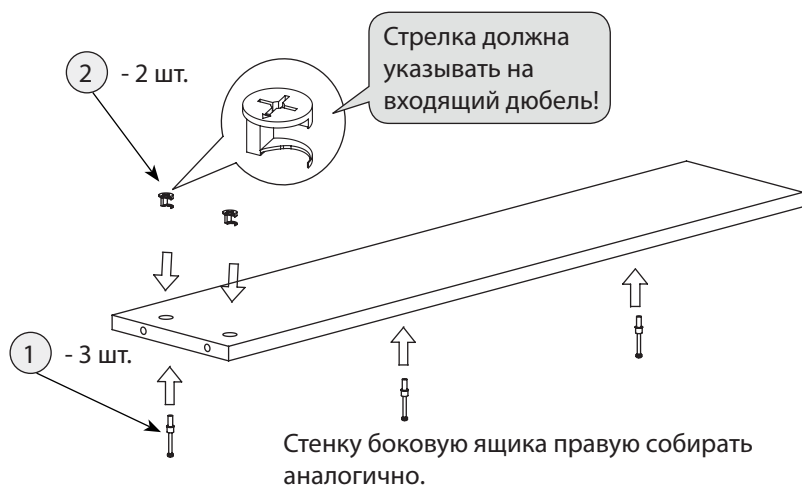 Стрелка должна
указывать на
входящий дюбель!
2 - 2 шт.
1 - 3 шт.
Стенку боковую ящика правую собирать
аналогично.